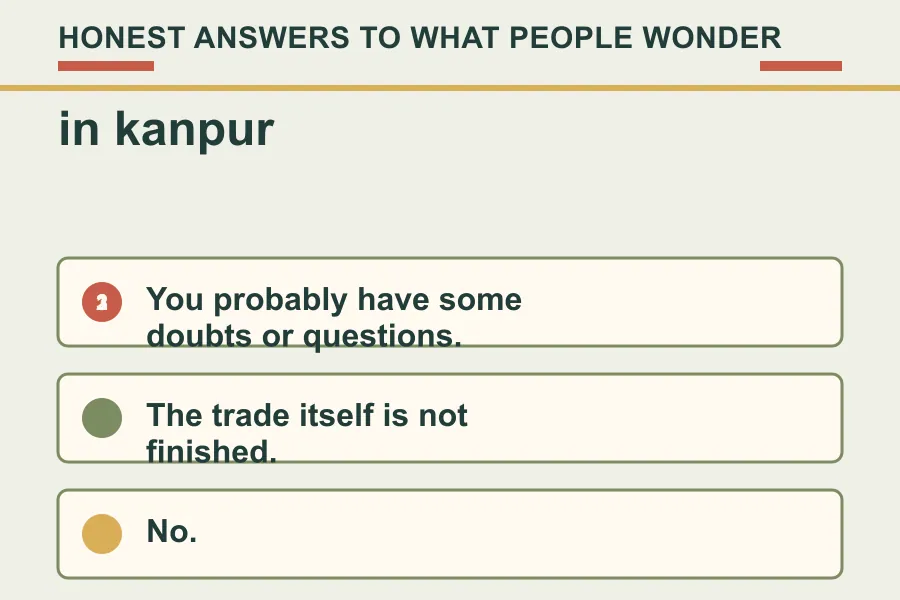 HONEST ANSWERS TO WHAT PEOPLE WONDER
in kanpur
You probably have some
doubts or questions.
The trade itself is not
finished.
No.